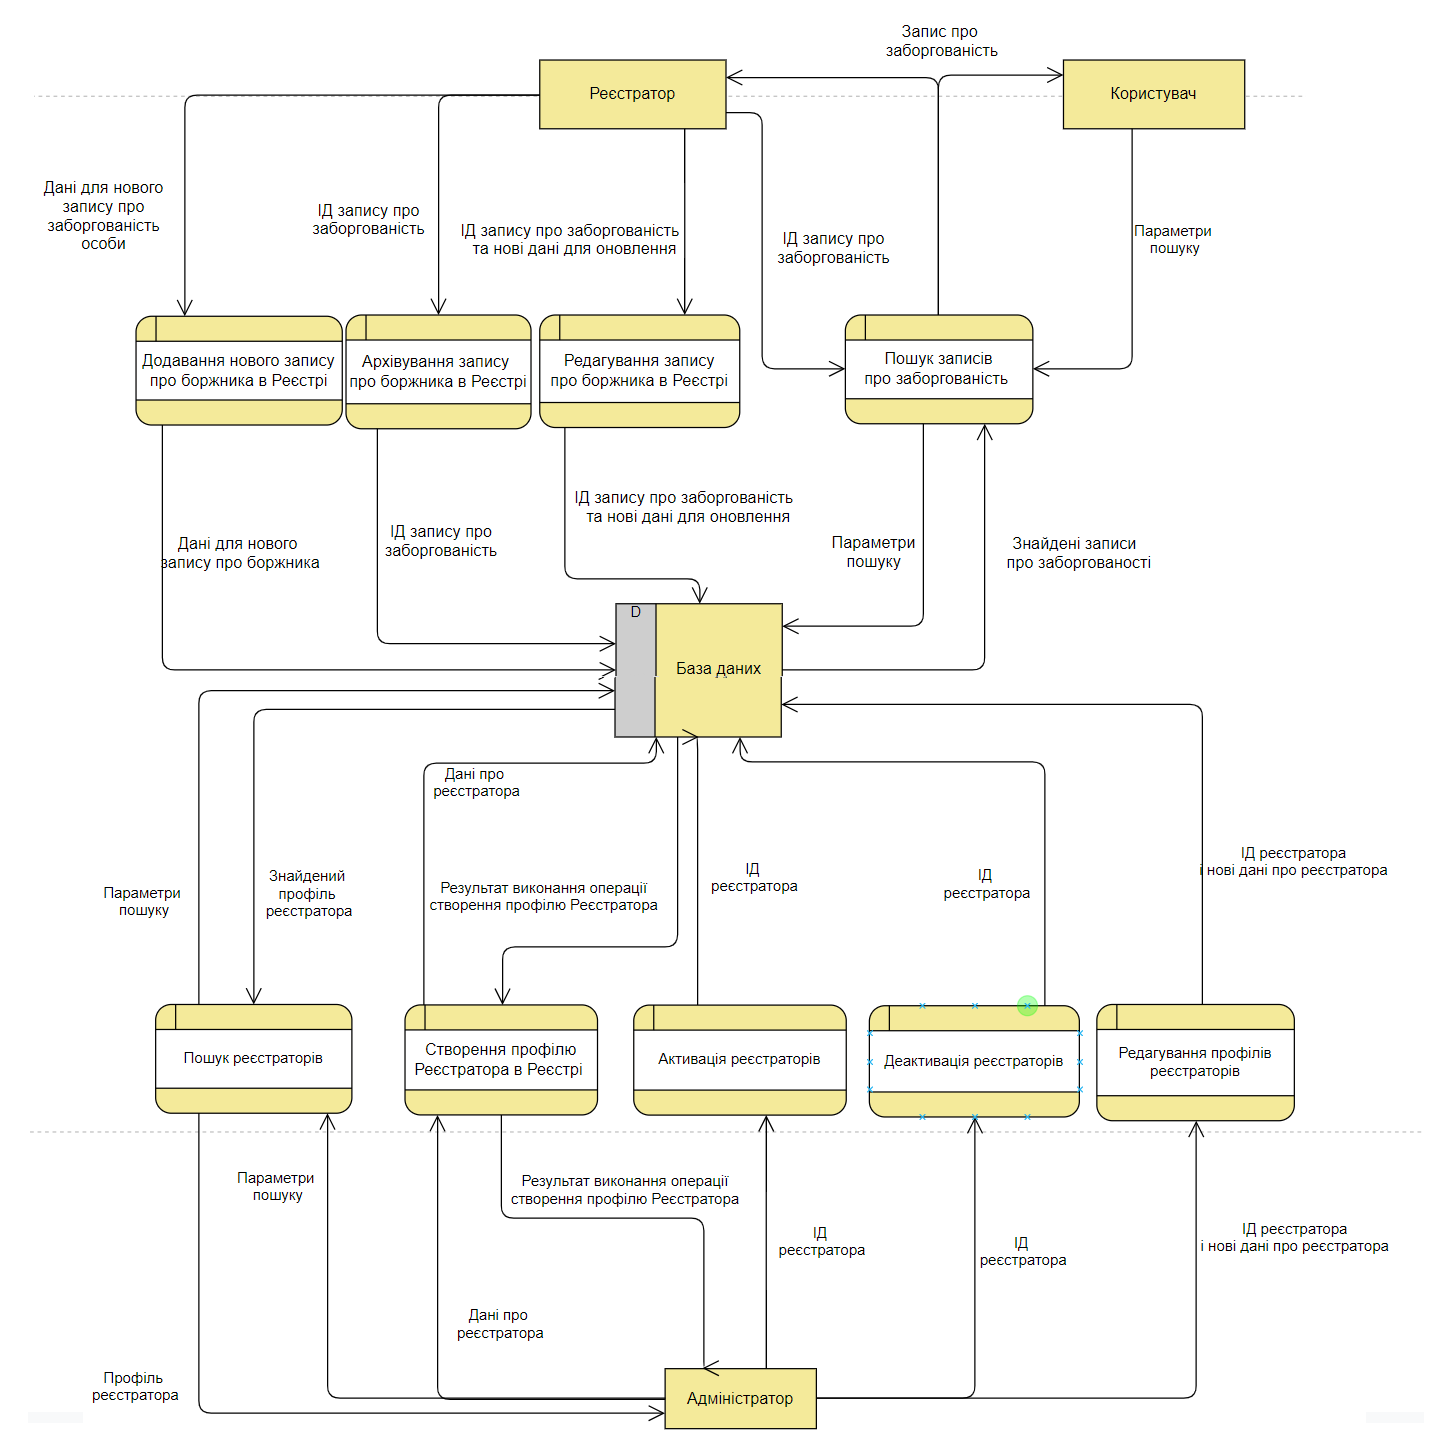 Запис про
заборгованість
Реєстратор
Користувач
Дані для нового
запису про
заборгованість
особи
ІД запису про
заборгованість
ІД запису про заборгованість
та нові дані для оновлення
ІД запису про
заборгованість
Параметри
пошуку
Додавання нового запису
про боржника в Реєстрі
Архівування запису
про боржника в Реєстрі
Редагування запису
про боржника в Реєстрі
Пошук записів
про заборгованість
Дані для нового
запису про боржника
ІД запису про
заборгованість
ІД запису про заборгованість
та нові дані для оновлення
Параметри
пошуку
Знайдені записи
про заборгованості
D
База даних
Дані про
реєстратора
Параметри
пошуку
Знайдений
профіль
реєстратора
Результат виконання операції
створення профілю Реєстратора
ІД
реєстратора
ІД
реєстратора
ІД реєстратора
і нові дані про реєстратора
Пошук реєстраторів
Створення профілю
Реєстратора в Реєстрі
Активація реєстраторів
Деактивація реєстраторів
Редагування профілів
реєстраторів
Параметри
пошуку
Результат виконання операції
створення профілю Реєстратора
ІД
реєстратора
ІД
реєстратора
ІД реєстратора
і нові дані про реєстратора
Дані про
реєстратора
Профіль
реєстратора
Адміністратор